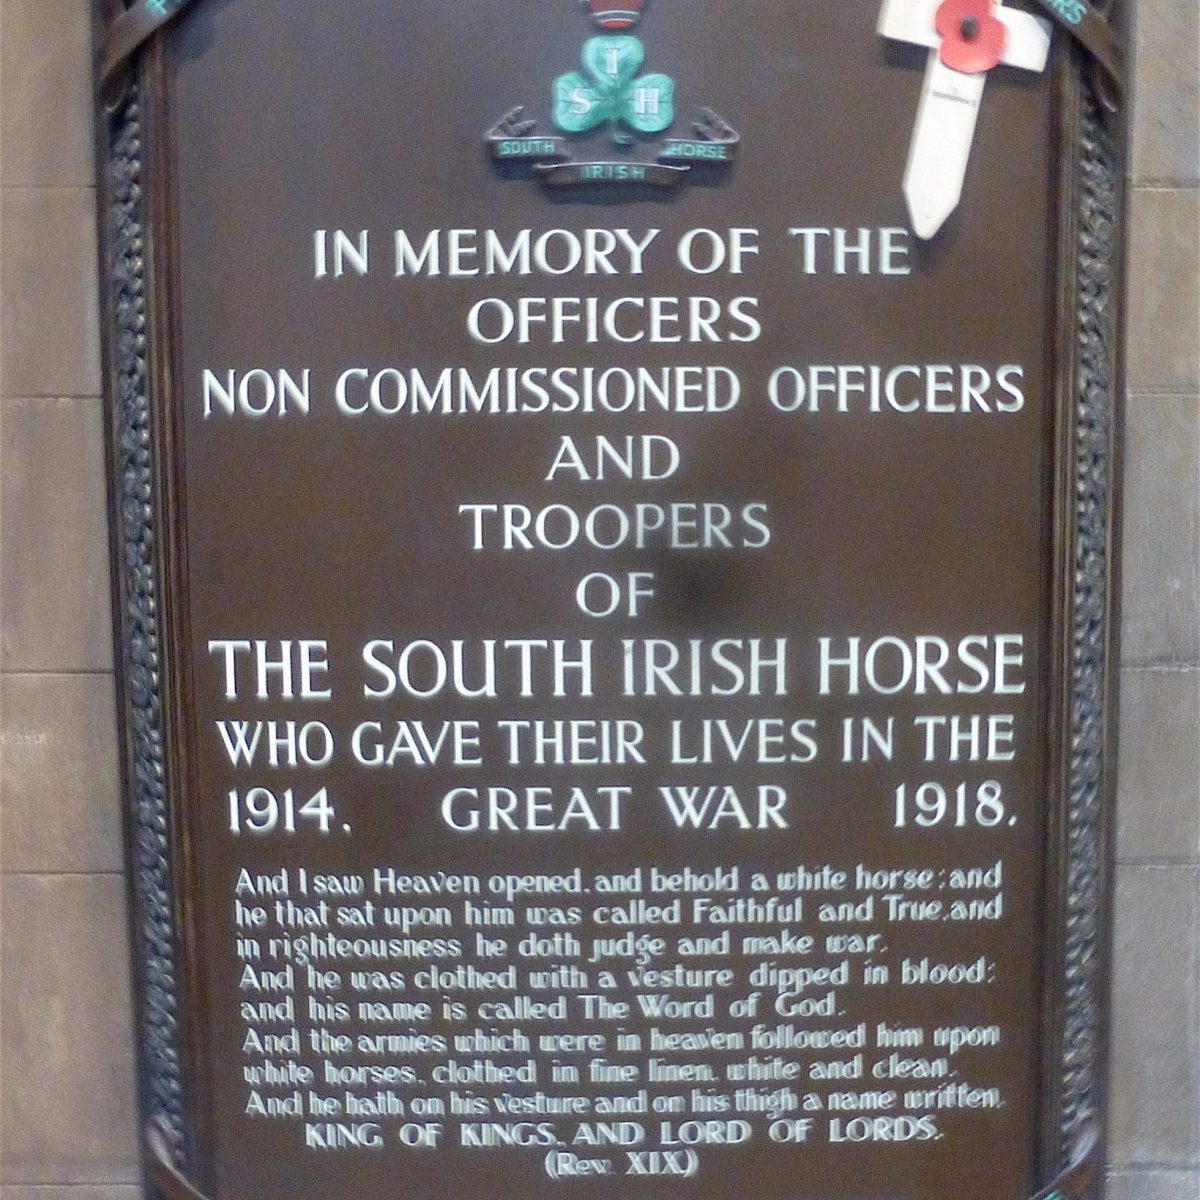 I
S H
SOUTH IRISH HORSE
IN MEMORY OF THE
OFFICERS
NON COMMISSIONED OFFICERS
AND
TROOPERS
OF
THE SOUTH IRISH HORSE
WHO GAVE THEIR LIVES IN THE
1914. GREAT WAR 1918.
And I saw Heaven opened, and behold a white horse; and
he that sat upon him was called Faithful and True, and
in righteousness he doth judge and make war.
And he was clothed with a vesture dipped in blood:
and his name is called The Word of God.
And the armies which were in heaven followed him upon
white horses, clothed in fine linen, white and clean.
And he hath on his vesture and on his thigh a name written,
KING OF KINGS, AND LORD OF LORDS.
(Rev. XIX.)